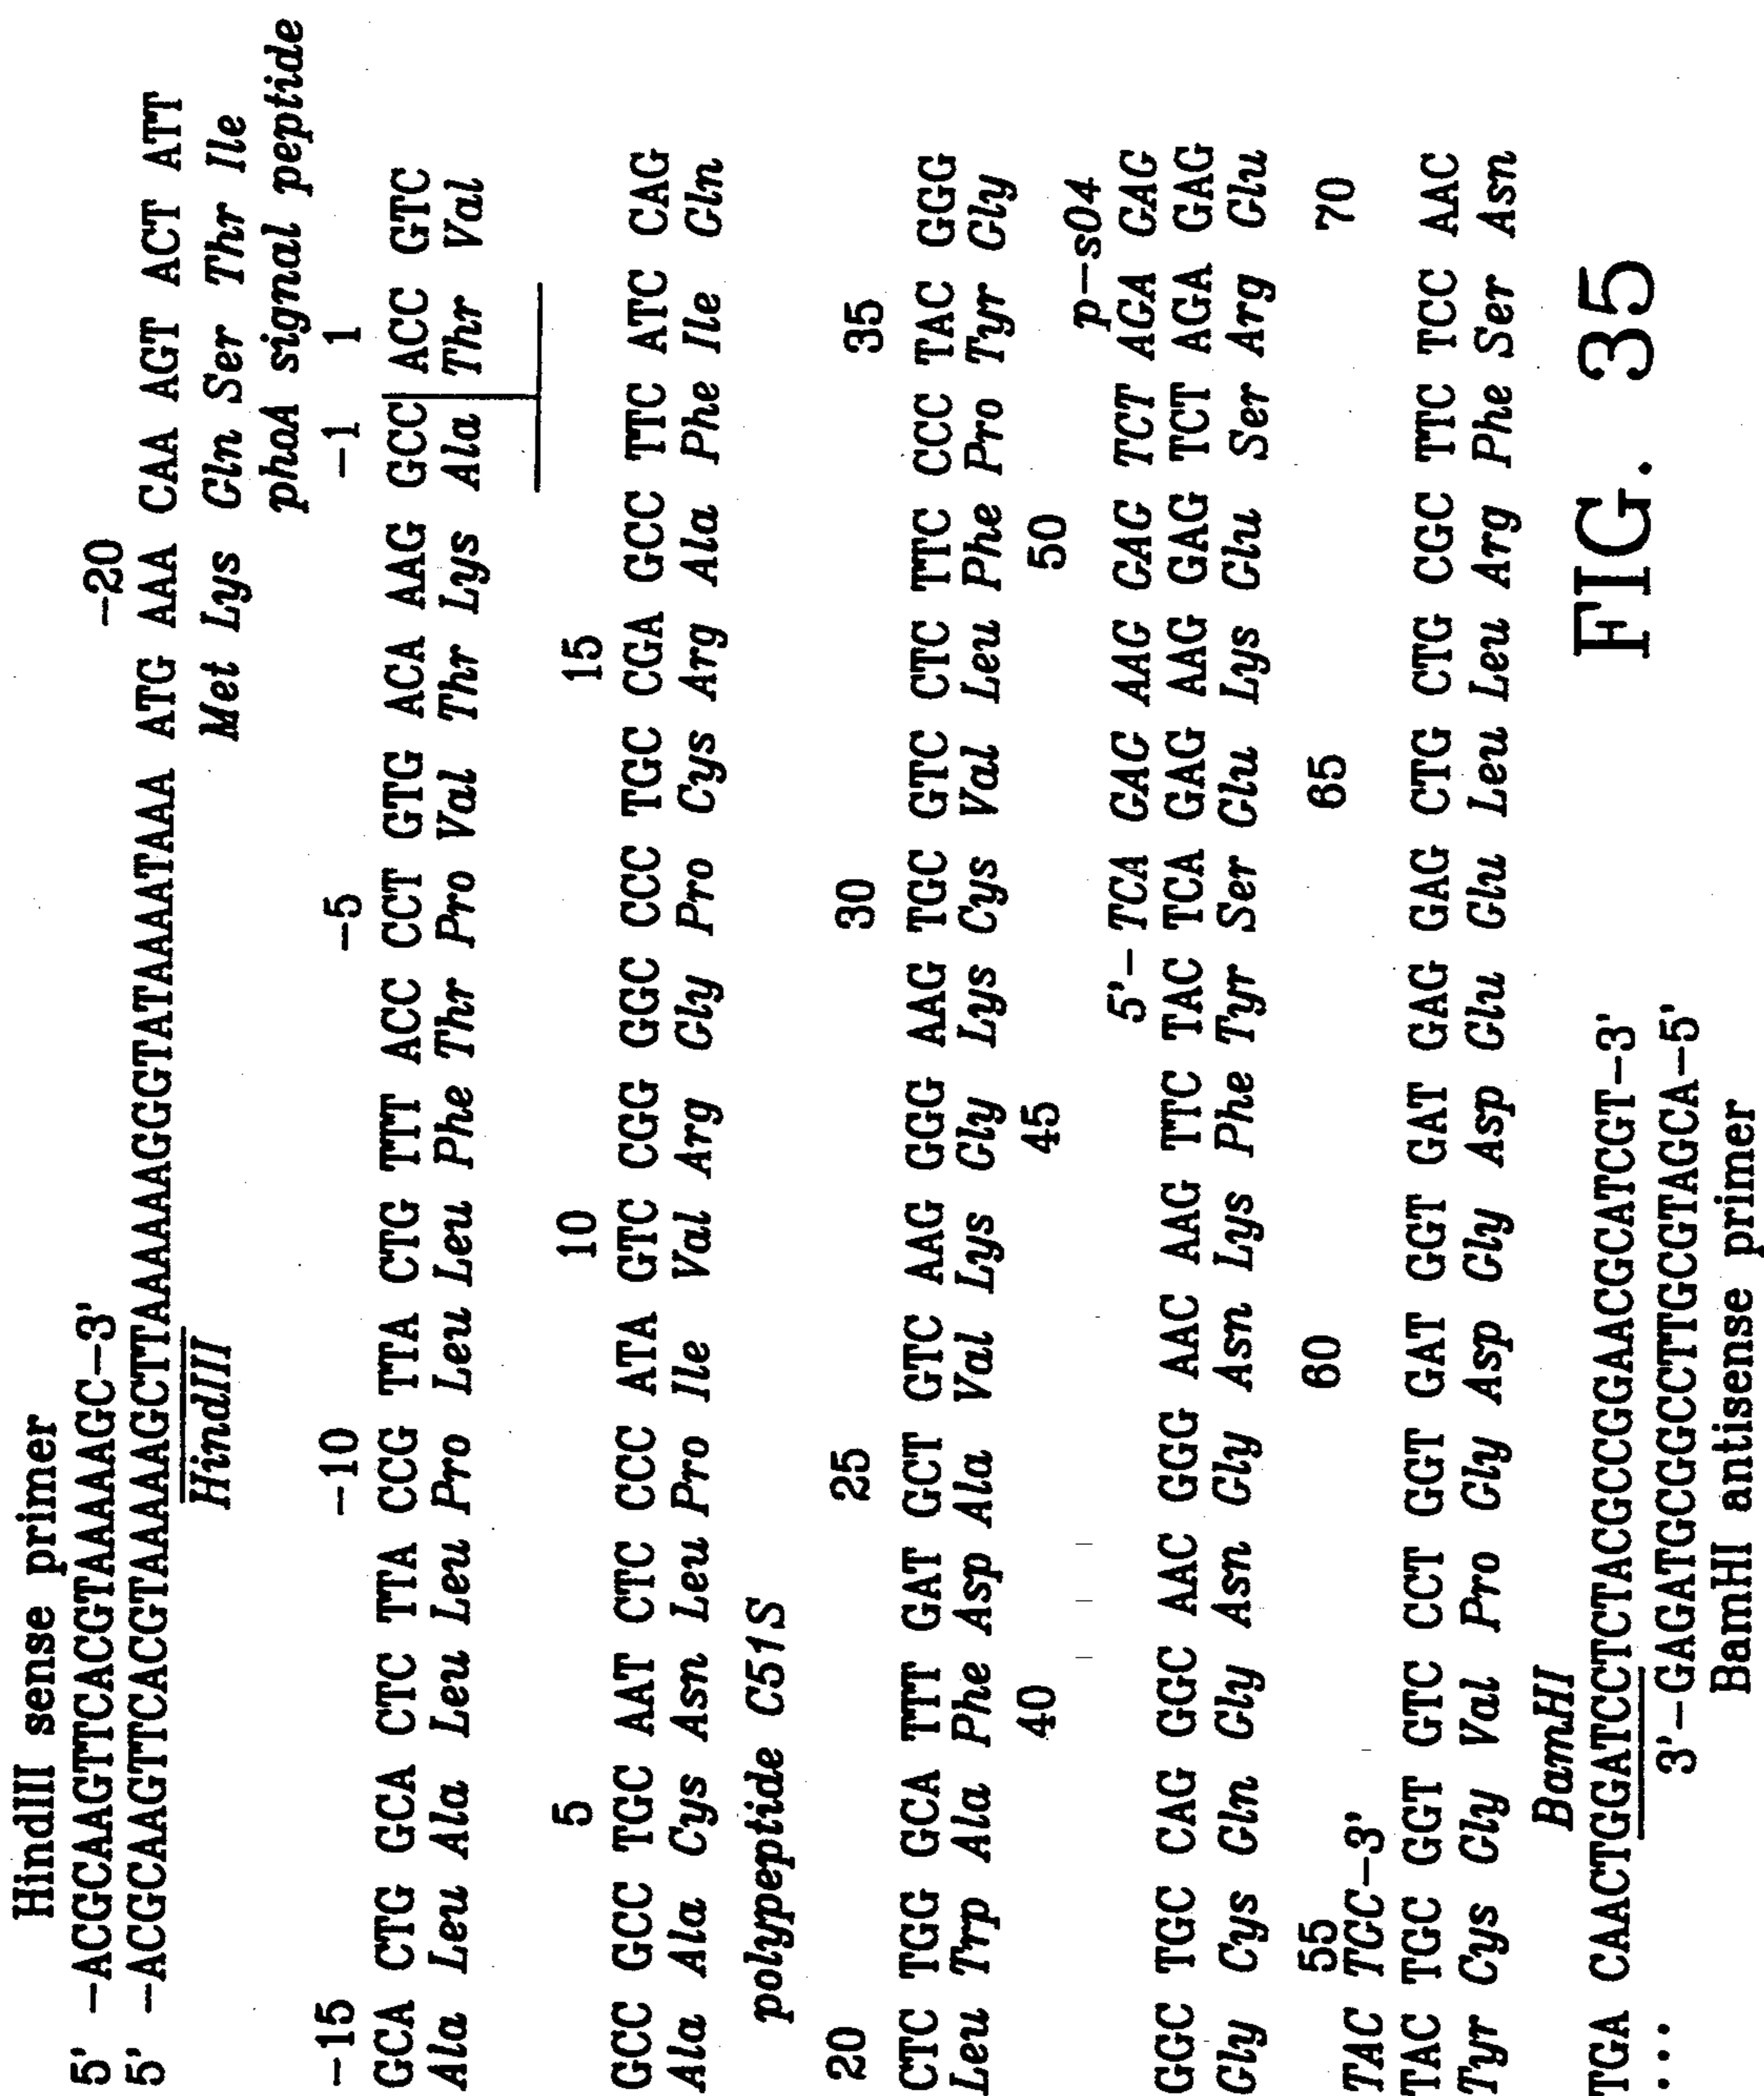 HindIII sense primer
5' -ACGCAAGTTCACGTAAAAAGC-3'
-20
5' -ACGCAAGTTCACGTAAAAAGCTTAAAAAAGGGTATAAAATAAA ATG AAA CAA AGT ACT ATT
HindIII
Met Lys Gln Ser Thr Ile
phoA signal peptide
-15 -10 -5 -1 1
GCA CTG GCA CTC TTA CCG TTA CTG TTT ACC CCT GTG ACA AAG GCC ACC GTC
Ala Leu Ala Leu Leu Pro Leu Leu Phe Thr Pro Val Thr Lys Ala Thr Val
5 10 15
GCC GCC TGC AAT CTC CCC ATA GTC CGG GGC CCC TGC CGA GCC TTC ATC CAG
Ala Ala Cys Asn Leu Pro Ile Val Arg Gly Pro Cys Arg Ala Phe Ile Gln
polypeptide C51S
20 25 30 35
CTC TGG GCA TTT GAT GCT GTC AAG GGG AAG TGC GTC CTC TTC CCC TAC GGG
Leu Trp Ala Phe Asp Ala Val Lys Gly Lys Cys Val Leu Phe Pro Tyr Gly
40 45 50
p-s04
5'- TCA GAG AAG GAG TCT AGA GAG
GGC TGC CAG GGC AAC GGG AAC AAG TTC TAC TCA GAG AAG GAG TCT AGA GAG
Gly Cys Gln Gly Asn Gly Asn Lys Phe Tyr Ser Glu Lys Glu Ser Arg Glu
55 60 65 70
TAC TGC-3'
TAC TGC GGT GTC CCT GGT GAT GGT GAT GAG GAG CTG CTG CGC TTC TCC AAC
Tyr Cys Gly Val Pro Gly Asp Gly Asp Glu Glu Leu Leu Arg Phe Ser Asn
BamHI
TGA CAACTGGATCCTCTACGCCGGAACGCATCGT-3'
... 3'-GAGATGCGGCCTTGCGTAGCA-5'
BamHI antisense primer
FIG. 35